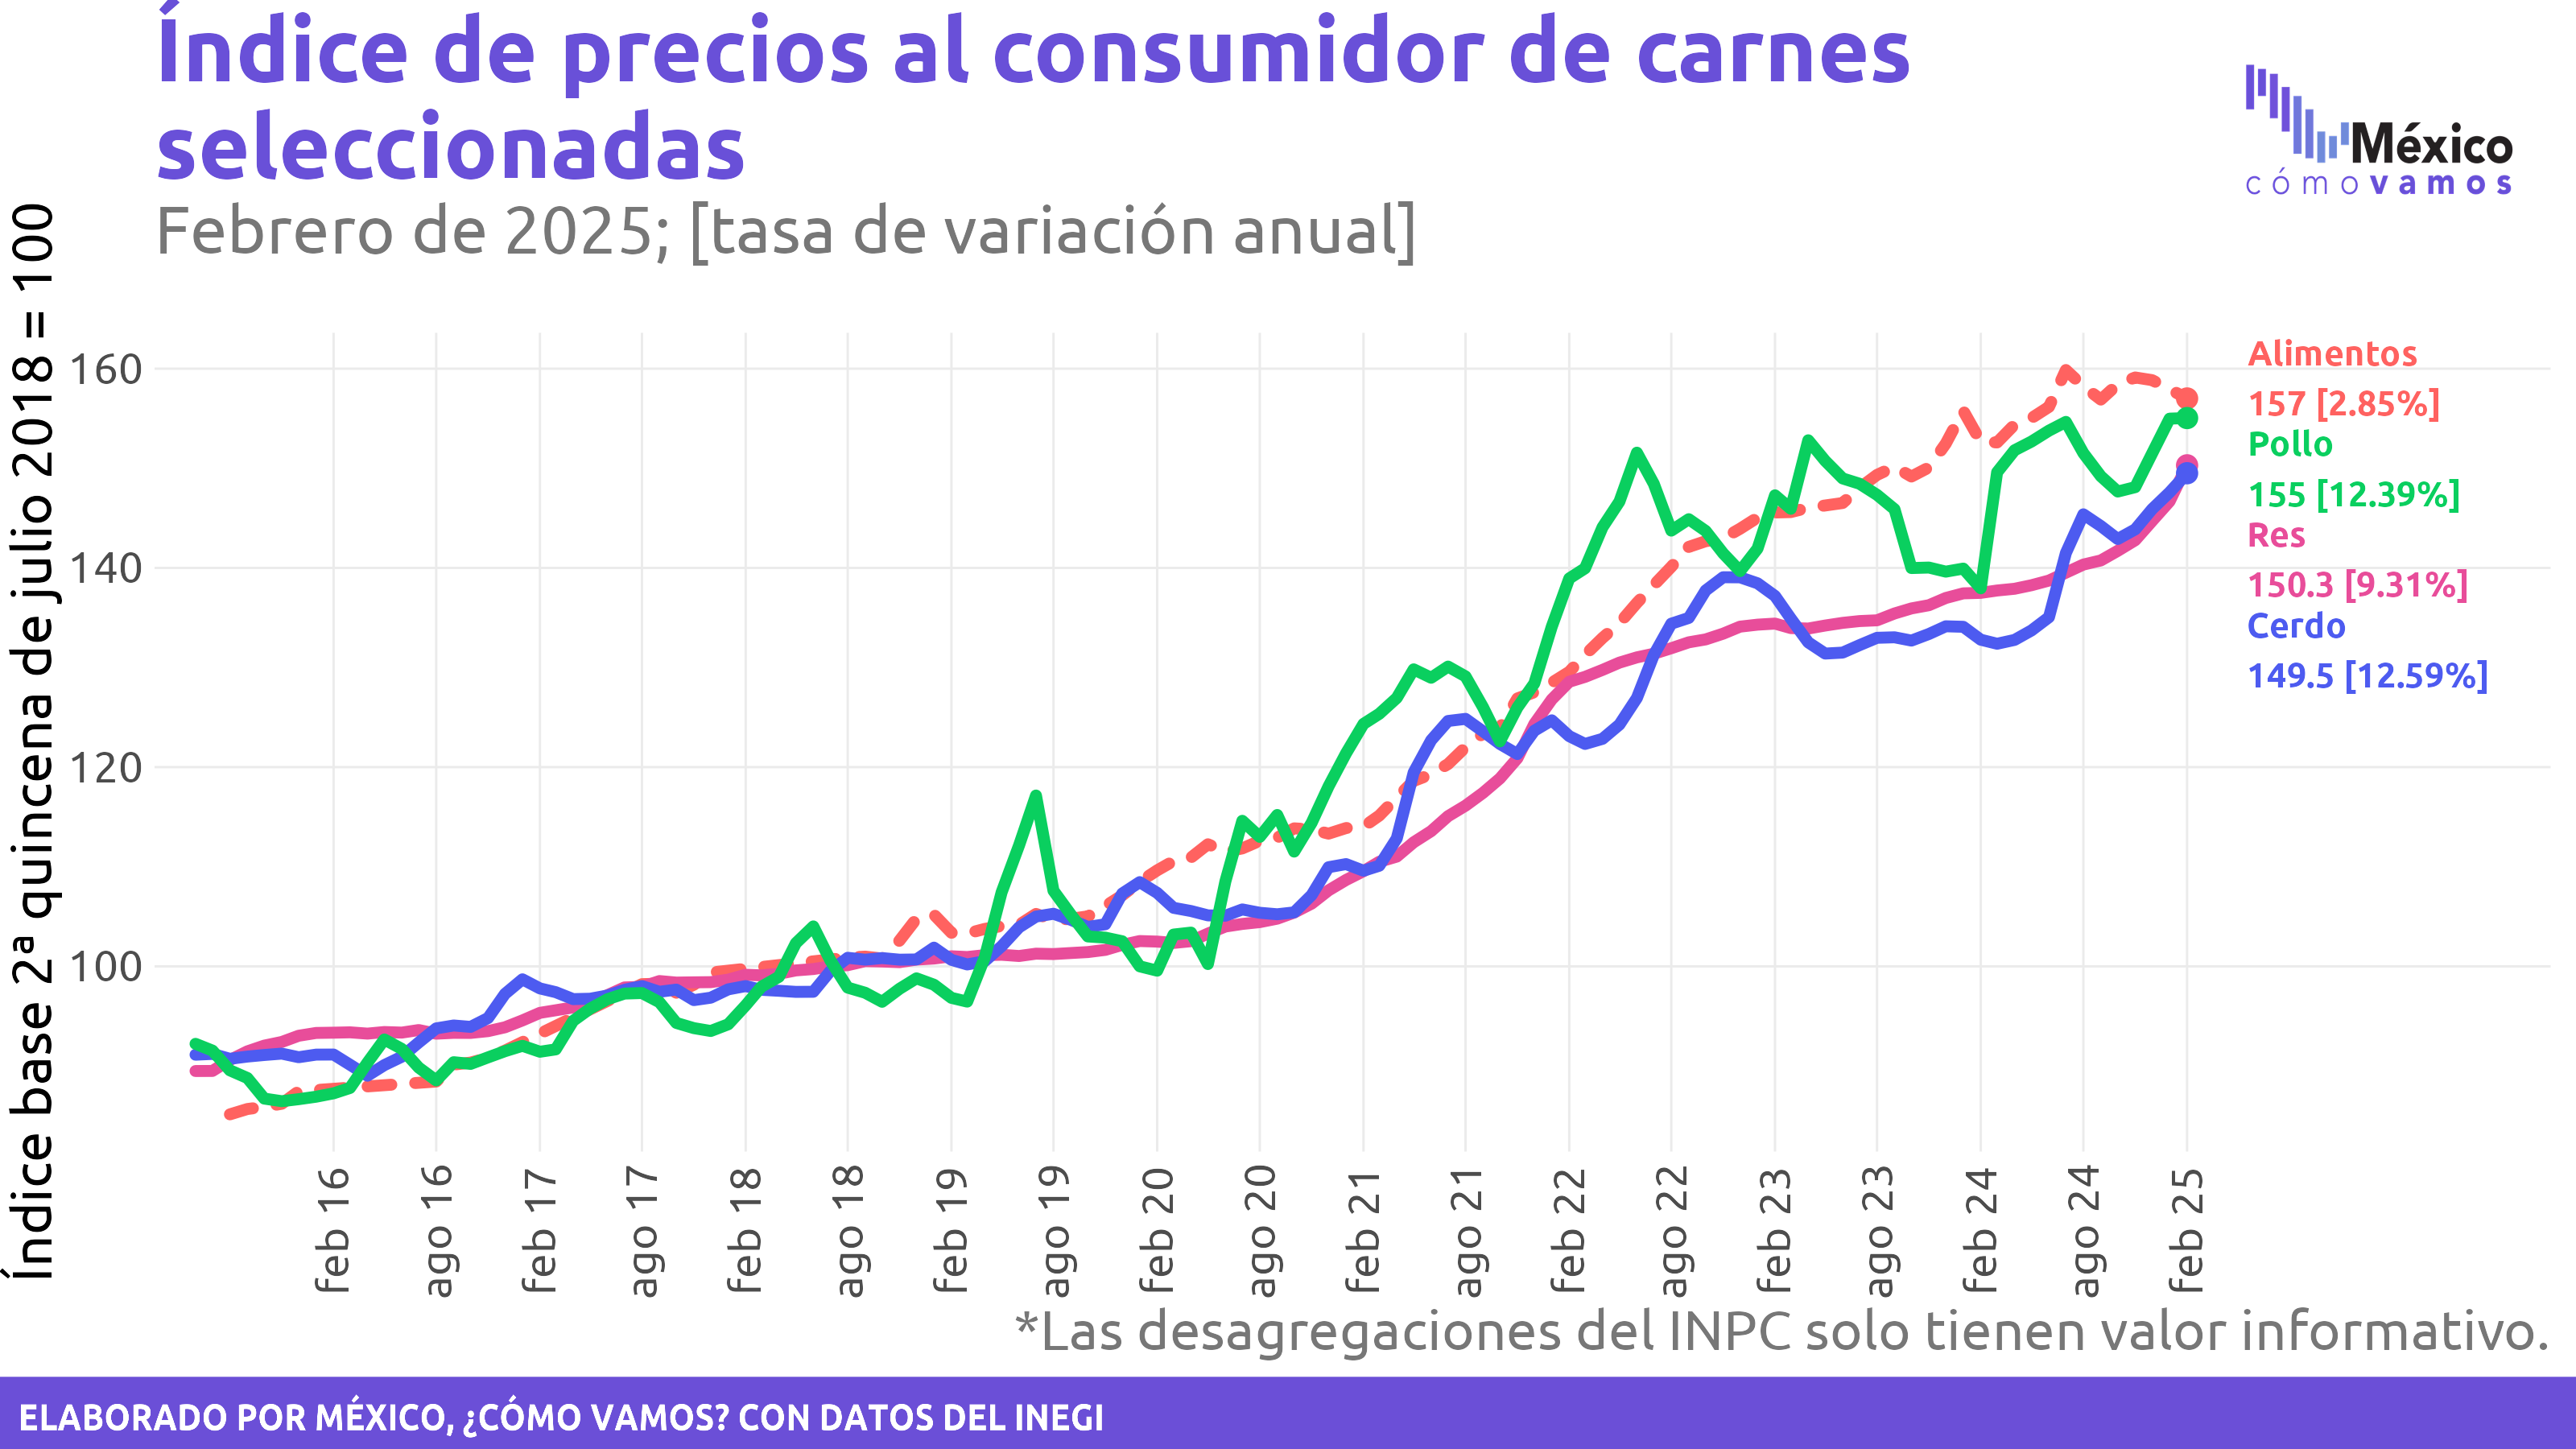 Índice de precios al consumidor de carnes
seleccionadas
Febrero de 2025; [tasa de variación anual]
México
cómo vamos
Índice base 2ª quincena de julio 2018 = 100
160
140
120
100
Alimentos
157 [2.85%]
Pollo
155 [12.39%]
Res
150.3 [9.31%]
Cerdo
149.5 [12.59%]
feb 16
ago 16
feb 17
ago 17
feb 18
ago 18
feb 19
ago 19
feb 20
ago 20
feb 21
ago 21
feb 22
ago 22
feb 23
ago 23
feb 24
ago 24
feb 25
*Las desagregaciones del INPC solo tienen valor informativo.
ELABORADO POR MÉXICO, ¿CÓMO VAMOS? CON DATOS DEL INEGI